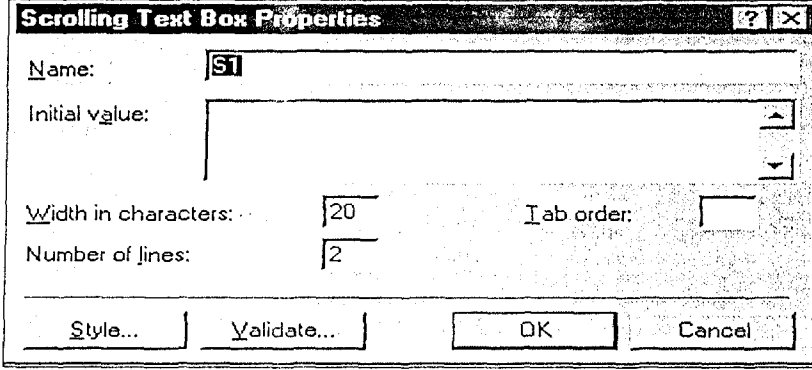 Scrolling Text Box Properties ? X
Name: S1
Initial value:
Width in characters: 20 Tab order:
Number of lines: 2
Style... Validate... OK Cancel